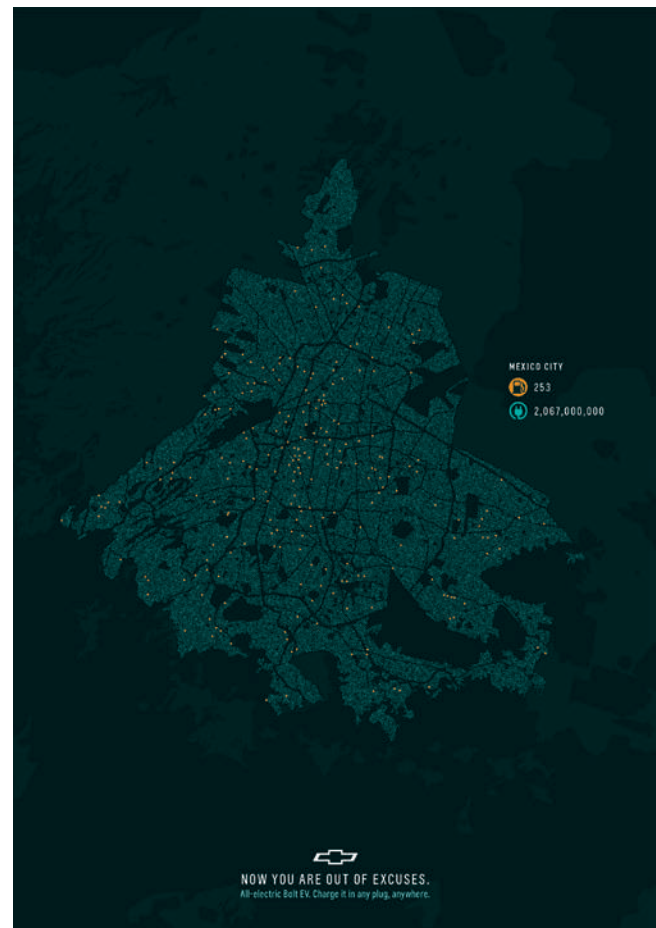 MEXICO CITY
253
2,067,000,000
NOW YOU ARE OUT OF EXCUSES.
All-electric Bolt EV. Charge it in any plug, anywhere.